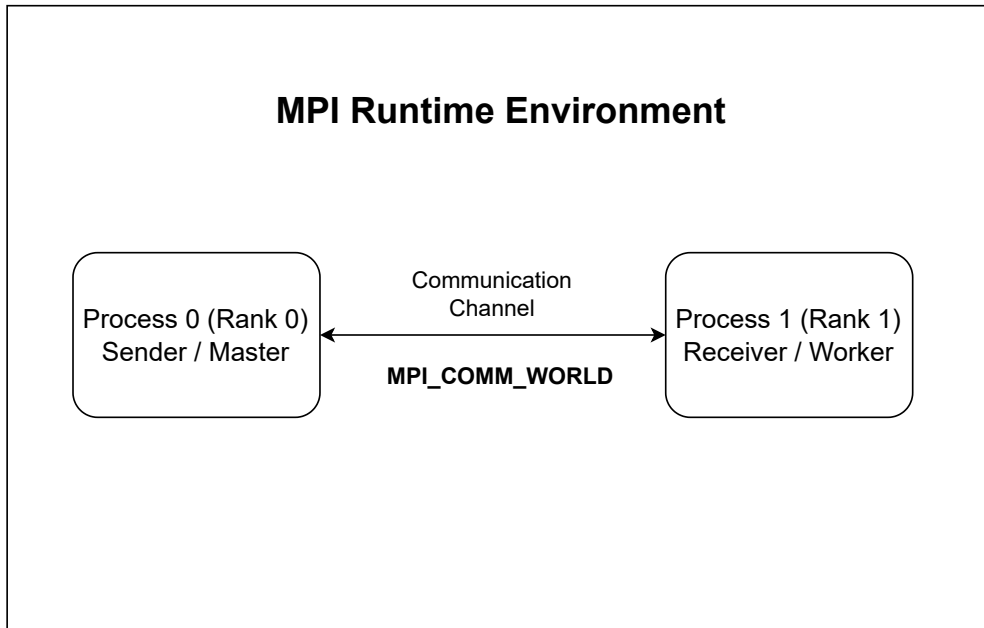 MPI Runtime Environment
Process 0 (Rank 0)
Sender / Master
Communication
Channel
MPI_COMM_WORLD
Process 1 (Rank 1)
Receiver / Worker